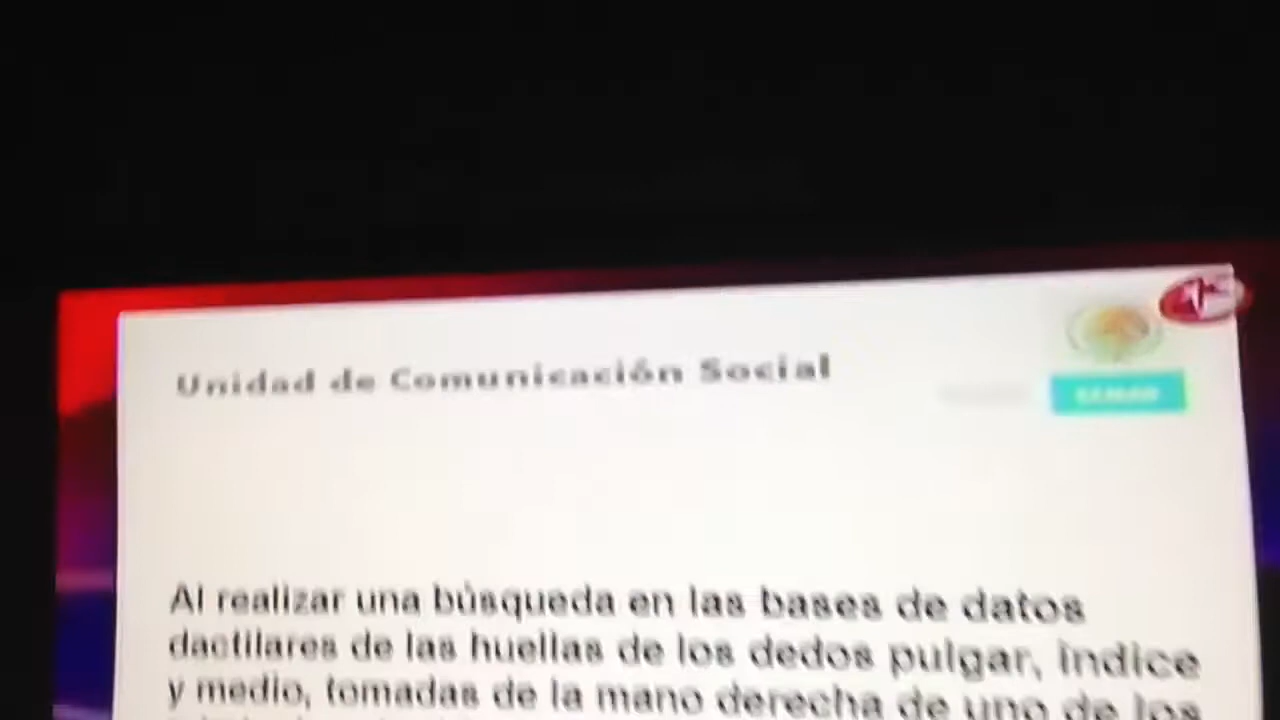 Unidad de Comunicación Social
SEMAR
Al realizar una búsqueda en las bases de datos
dactilares de las huellas de los dedos pulgar, índice
y medio, tomadas de la mano derecha de uno de los